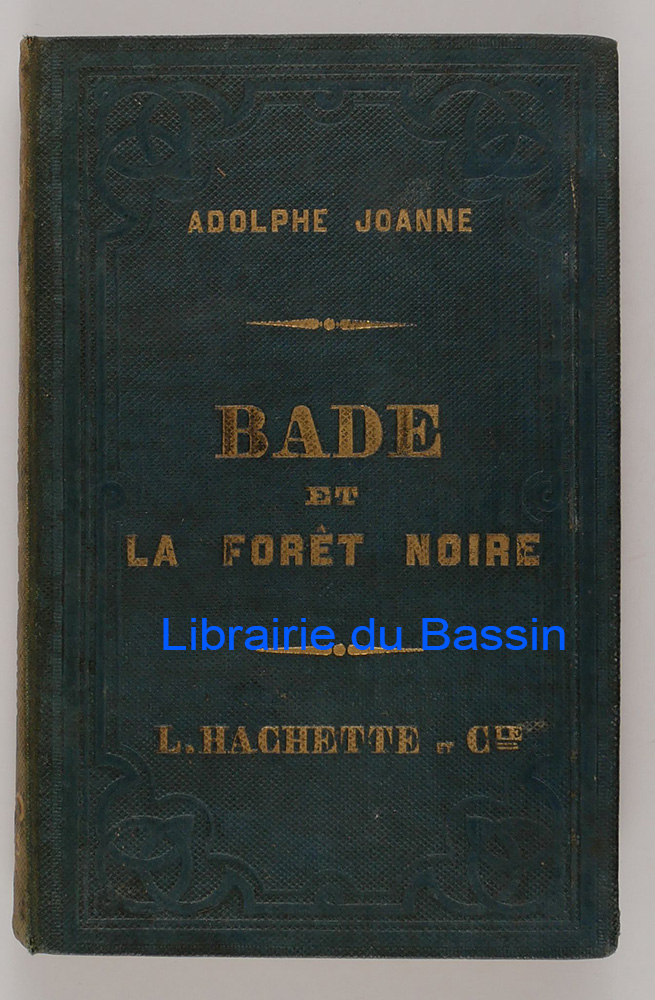 ADOLPHE JOANNE
BADE
ET
LA FORÊT NOIRE
Librairie du Bassin
L. HACHETTE ET CIE